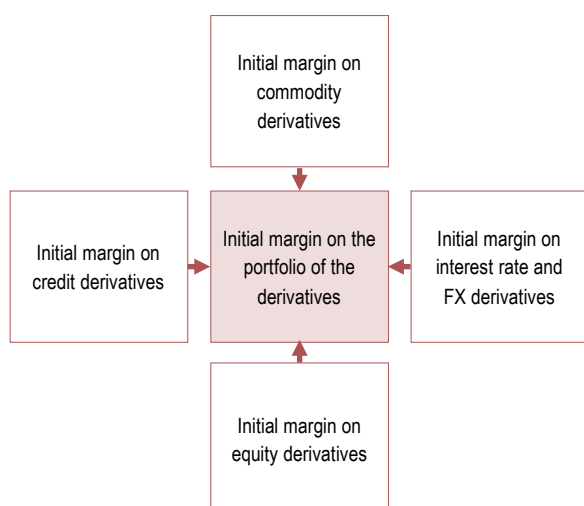 Initial margin on
commodity
derivatives
Initial margin on
credit derivatives
Initial margin on the
portfolio of the
derivatives
Initial margin on
interest rate and
FX derivatives
Initial margin on
equity derivatives